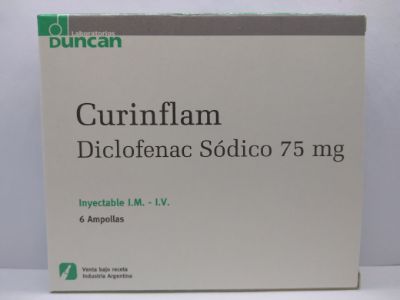 Laboratorios
Duncan
Curinflam
Diclofenac Sódico 75 mg
Inyectable I.M. - I.V.
6 Ampollas
Venta bajo receta
Industria Argentina